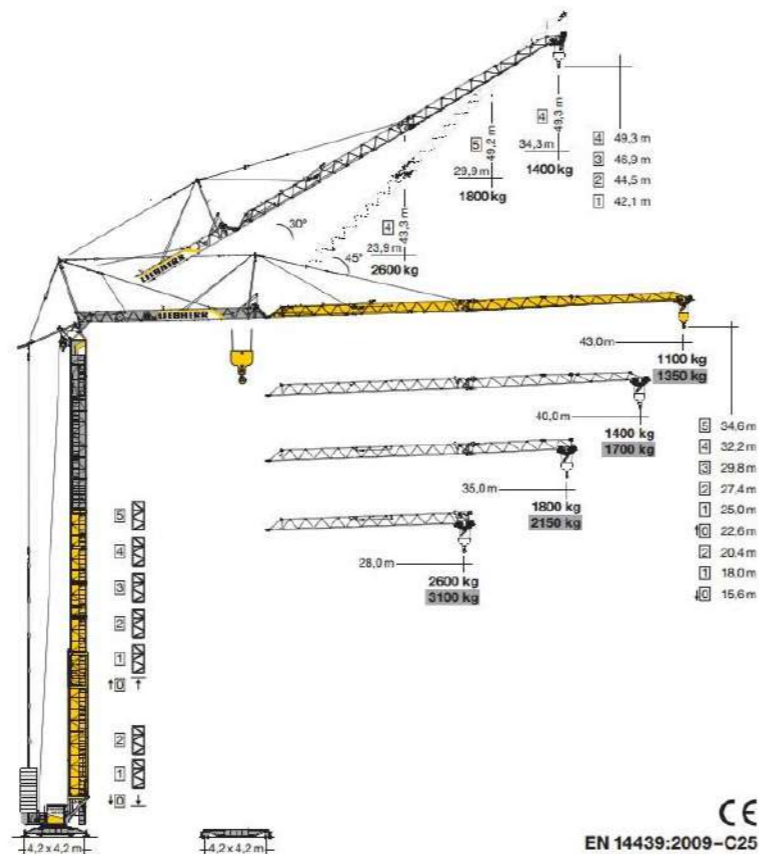 4 49,3 m
34,3 m
1400 kg
5 49,2 m
29,9 m
1800 kg
4 43,3 m
23,9 m
2600 kg
4 49,3 m
3 46,9 m
2 44,5 m
1 42,1 m
30°
45°
LIEBHERR
LIEBHERR
43,0 m
1100 kg
1350 kg
40,0 m
1400 kg
1700 kg
35,0 m
1800 kg
2150 kg
28,0 m
2600 kg
3100 kg
5 34,6 m
4 32,2 m
3 29,8 m
2 27,4 m
1 25,0 m
↑0 22,6 m
2 20,4 m
1 18,0 m
↓0 15,6 m
5
4
3
2
1
↑0 ↑
2
1
↓0 ↓
4,2 x 4,2 m
4,2 x 4,2 m
CE
EN 14439:2009–C25